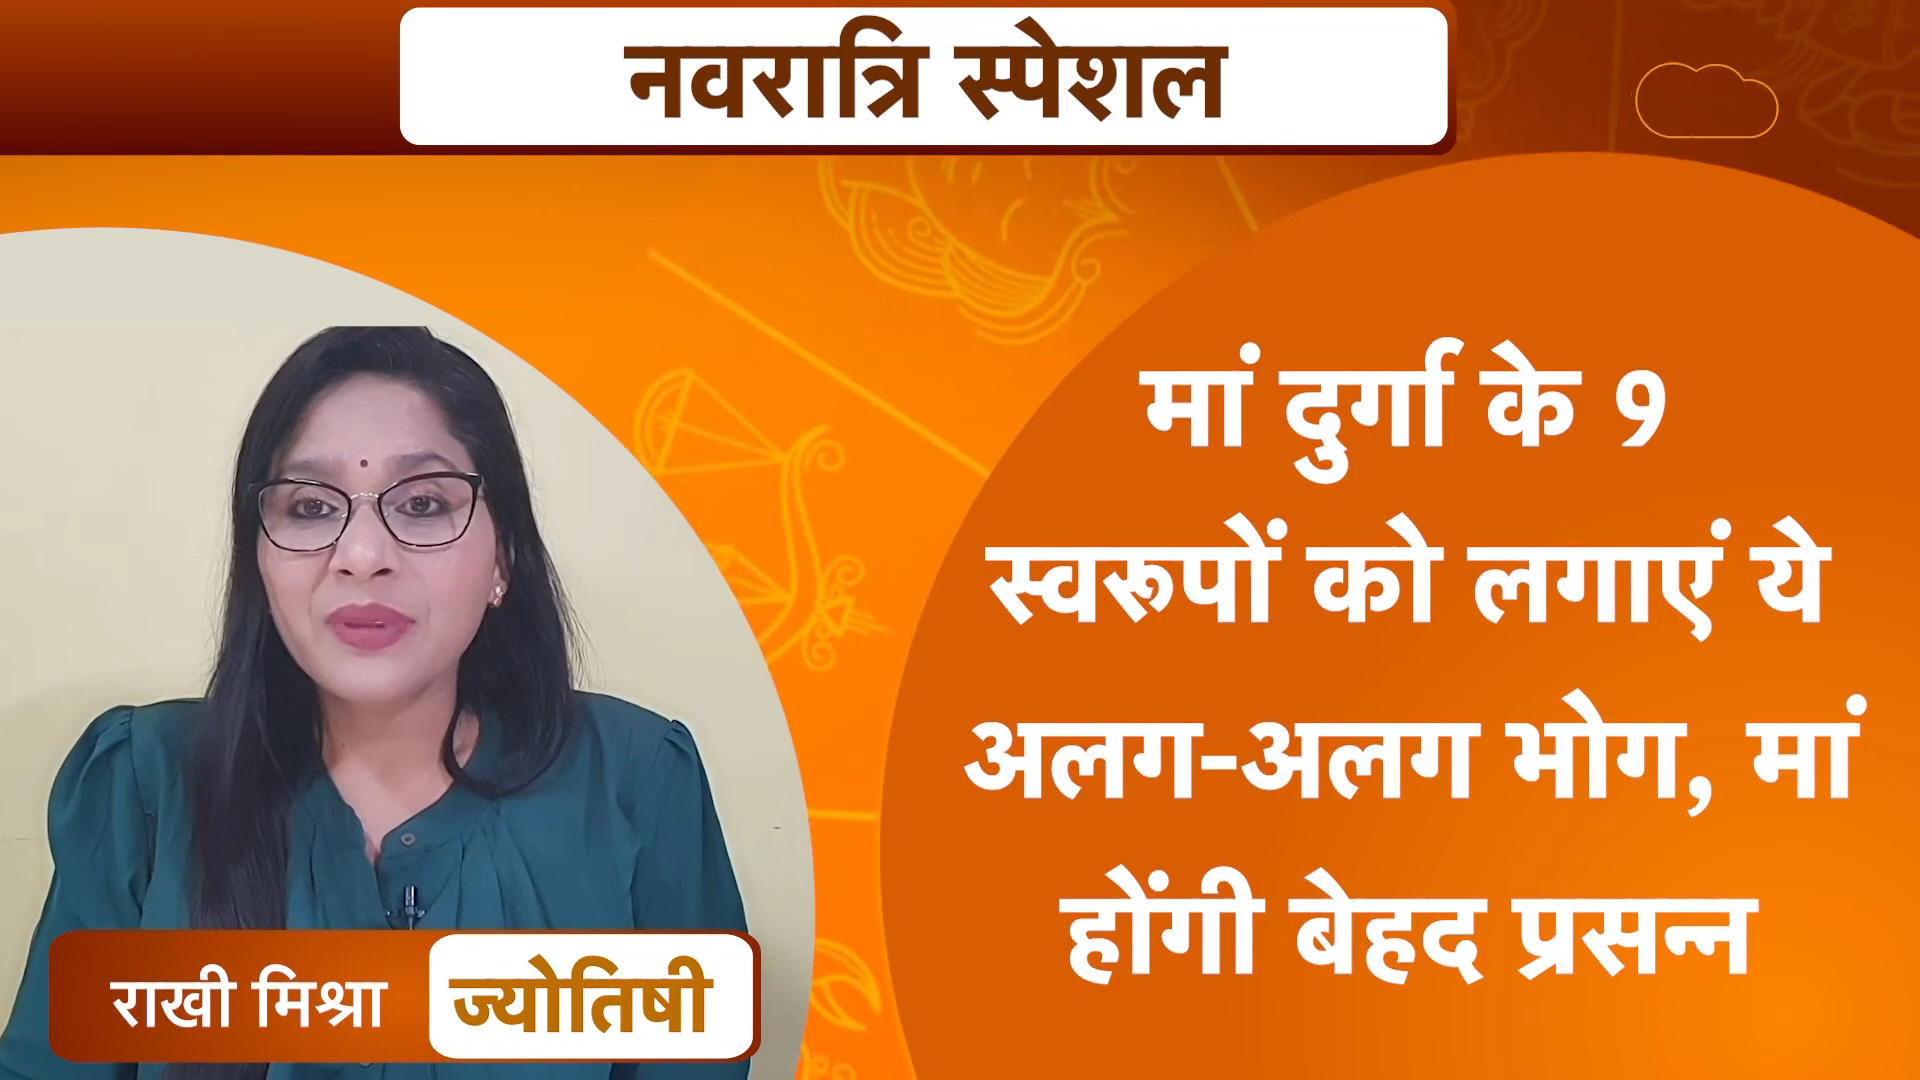 नवरात्रि स्पेशल
मां दुर्गा के 9
स्वरूपों को लगाएं ये
अलग-अलग भोग, मां
होंगी बेहद प्रसन्न
राखी मिश्रा ज्योतिषी